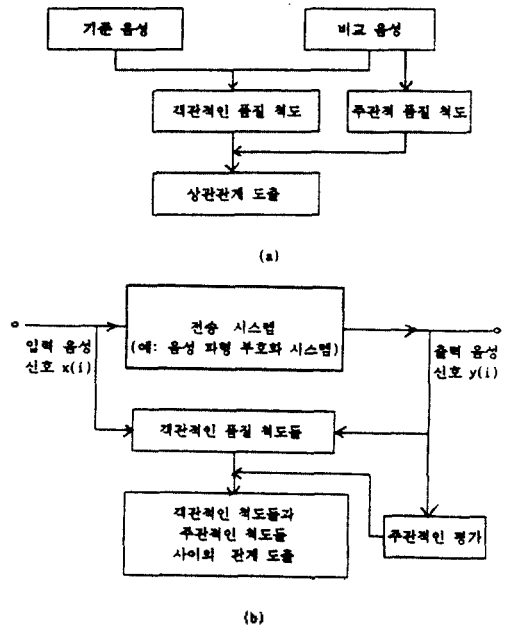 기준 음성
비교 음성
객관적인 품질 척도
주관적 품질 척도
상관관계 도출
(a)
전송 시스템
(예: 음성 파형 부호화 시스템)
입력 음성
신호 x(i)
출력 음성
신호 y(i)
객관적인 품질 척도들
객관적인 척도들과
주관적인 척도들
사이의 관계 도출
주관적인 평가
(b)